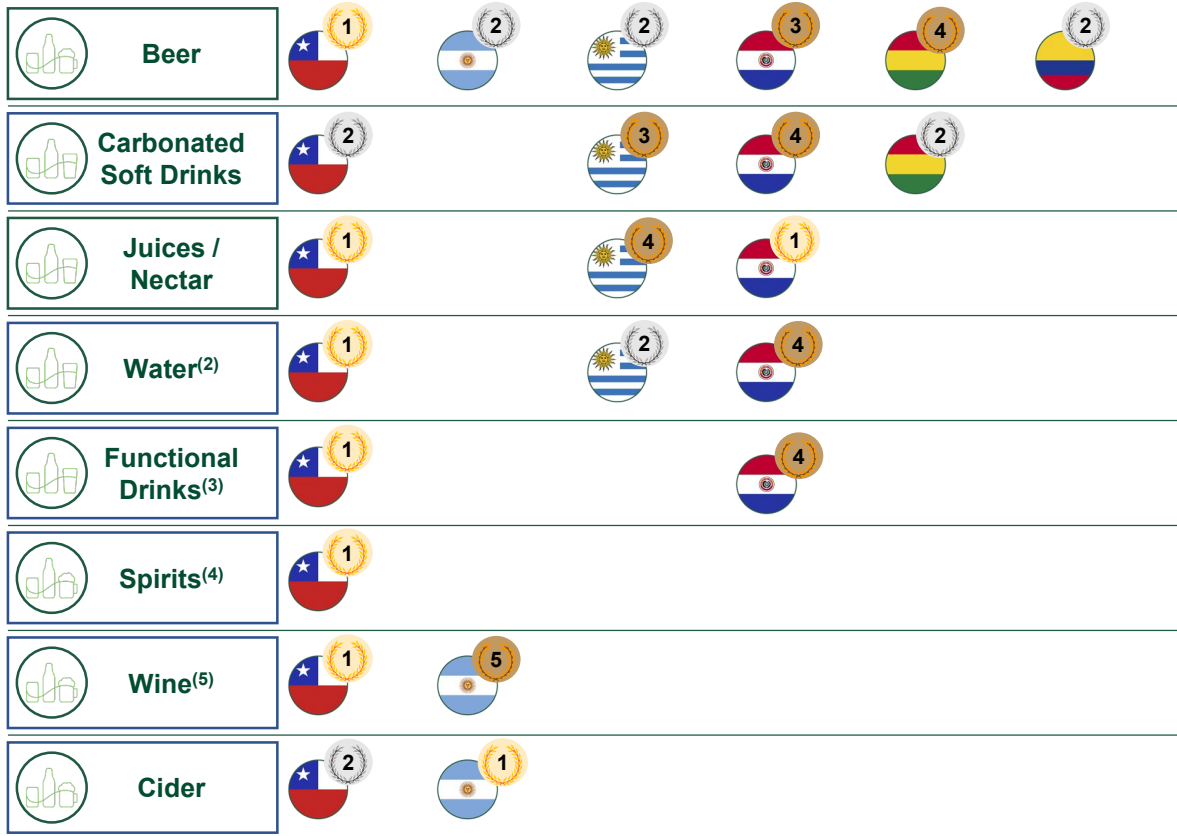 Beer
1
2
2
3
4
2
Carbonated
Soft Drinks
2
3
4
2
Juices /
Nectar
1
4
1
Water(2)
1
2
4
Functional
Drinks(3)
1
4
Spirits(4)
1
Wine(5)
1
5
Cider
2
1